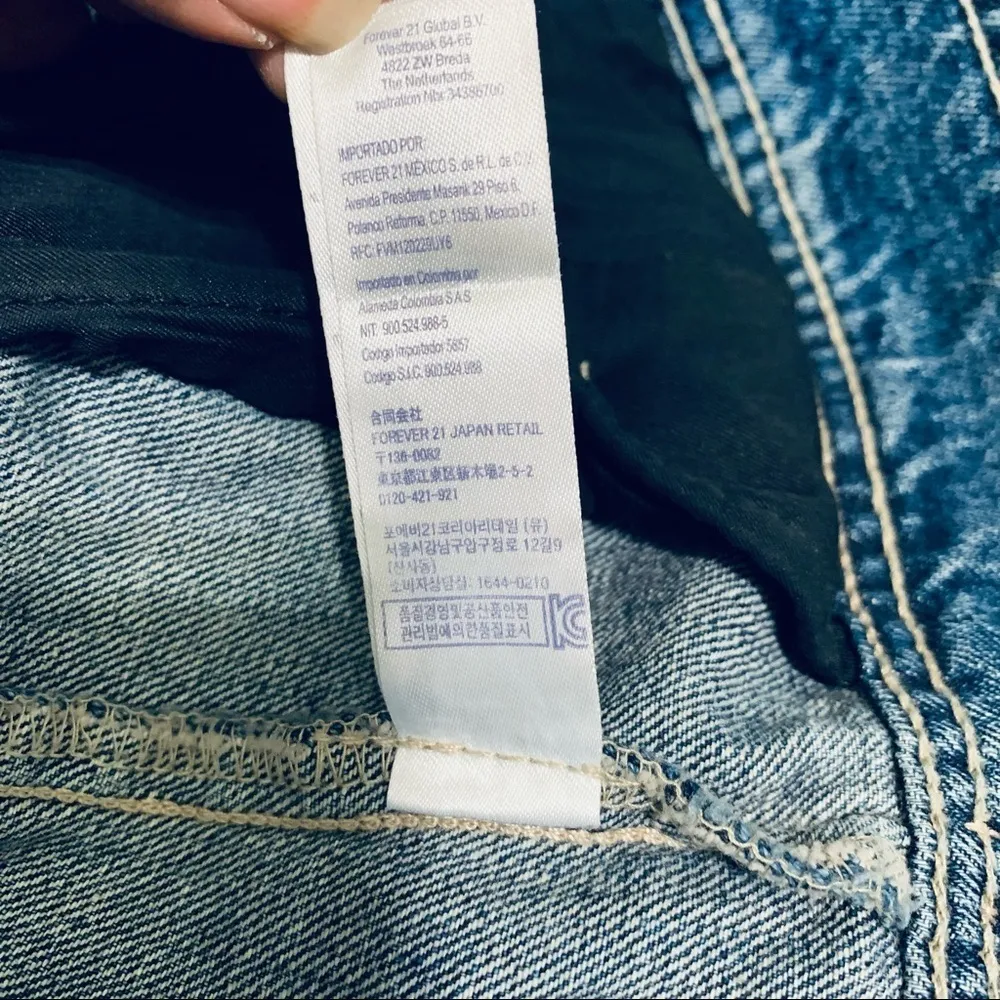 Forever 21 Global B.V.
Westbroek 64-66
4822 ZW Breda
The Netherlands
Registration Nbr 34386700
IMPORTADO POR:
FOREVER 21 MEXICO S. de R.L. de C.V.
Avenida Presidente Masarik 29 Piso 6,
Polanco Reforma, C.P. 11550, Mexico D.F.
RFC: FVM120220UY6
Importado en Colombia por
Alameda Colombia S A S
NIT. 900.524.988-5
Codigo Importador 5857
Codigo S.I.C. 900.524.988
合同会社
FOREVER 21 JAPAN RETAIL
〒136-0082
東京都江東区新木場2-5-2
0120-421-921
포에버21코리아리테일 (유)
서울시강남구압구정로 12길9
(신사동)
소비자상담실: 1644-0210
품질경영및공산품안전
관리법에의한품질표시